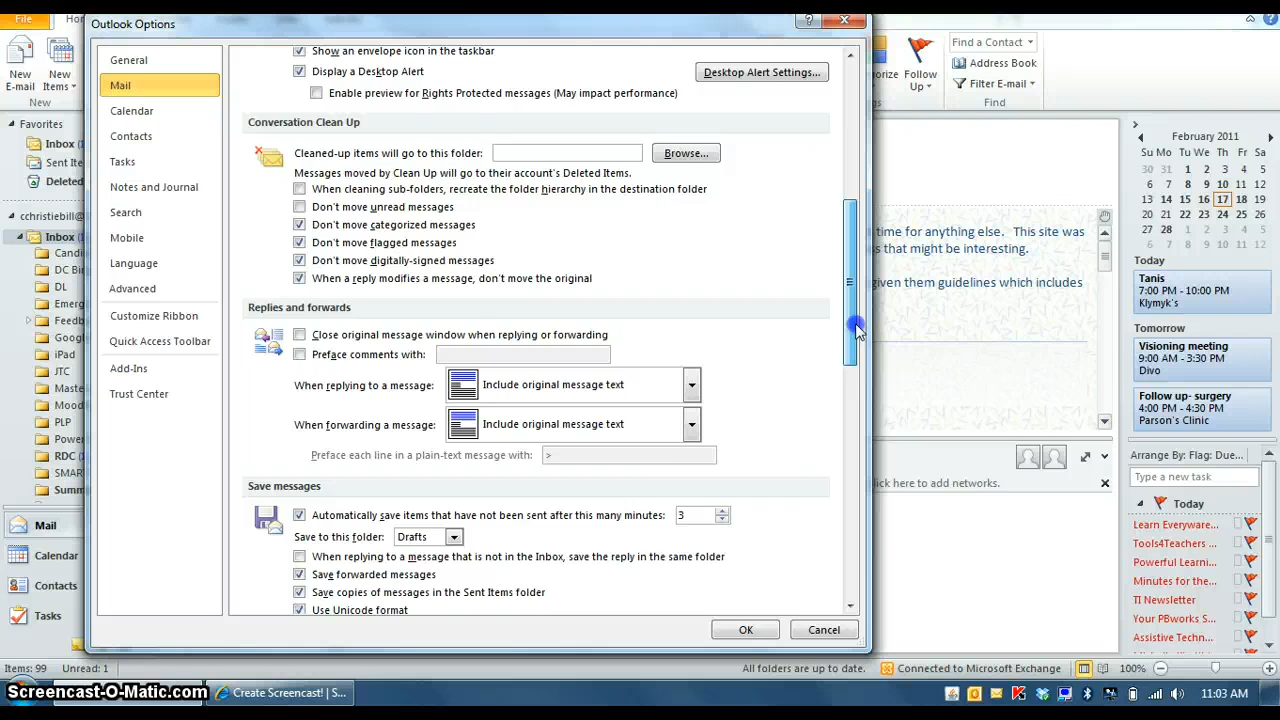 File
Outlook Options
New E-mail
New Items
New
Favorites
Inbox
Sent Iter
Deleted
cchristiebill@
Inbox
DC Bir
DL
Emerg
Feedb
Google
iPad
JTC
Master
PLP
Power
RDC
SMAR
Summ
Mail
Calendar
Contacts
Tasks
General
Mail
Calendar
Contacts
Tasks
Notes and Journal
Search
Mobile
Language
Advanced
Customize Ribbon
Quick Access Toolbar
Add-Ins
Trust Center
Show an envelope icon in the taskbar
Display a Desktop Alert
Desktop Alert Settings...
Enable preview for Rights Protected messages (May impact performance)
Conversation Clean Up
Cleaned-up items will go to this folder:
Browse...
Messages moved by Clean Up will go to their account's Deleted Items.
When cleaning sub-folders, recreate the folder hierarchy in the destination folder
Don't move unread messages
Don't move categorized messages
Don't move flagged messages
Don't move digitally-signed messages
When a reply modifies a message, don't move the original
Replies and forwards
Close original message window when replying or forwarding
Preface comments with:
When replying to a message: Include original message text
When forwarding a message: Include original message text
Preface each line in a plain-text message with: >
Save messages
Automatically save items that have not been sent after this many minutes: 3
Save to this folder: Drafts
When replying to a message that is not in the Inbox, save the reply in the same folder
Save forwarded messages
Save copies of messages in the Sent Items folder
Use Unicode format
OK Cancel
orize
Follow Up
Find a Contact
Address Book
Filter E-mail
Find
time for anything else. This site was
s that might be interesting.
given them guidelines which includes
lick here to add networks.
February 2011
Su Mo Tu We Th Fr Sa
30 31 1 2 3 4 5
6 7 8 9 10 11 12
13 14 15 16 17 18 19
20 21 22 23 24 25 26
27 28 1 2 3 4 5
6 7 8 9 10 11 12
Today
Tanis
7:00 PM - 10:00 PM
Klymyk's
Tomorrow
Visioning meeting
9:00 AM - 3:30 PM
Divo
Follow up- surgery
4:00 PM - 4:30 PM
Parson's Clinic
Arrange By: Flag: Due...
Type a new task
Today
Learn Everyware...
Tools4Teachers ...
Powerful Learni...
Minutes for the...
TI Newsletter
Your PBworks S...
Assistive Techn...
Items: 99 Unread: 1
All folders are up to date.
Connected to Microsoft Exchange
100%
Screencast-O-Matic.com
Create Screencast! | S...
11:03 AM